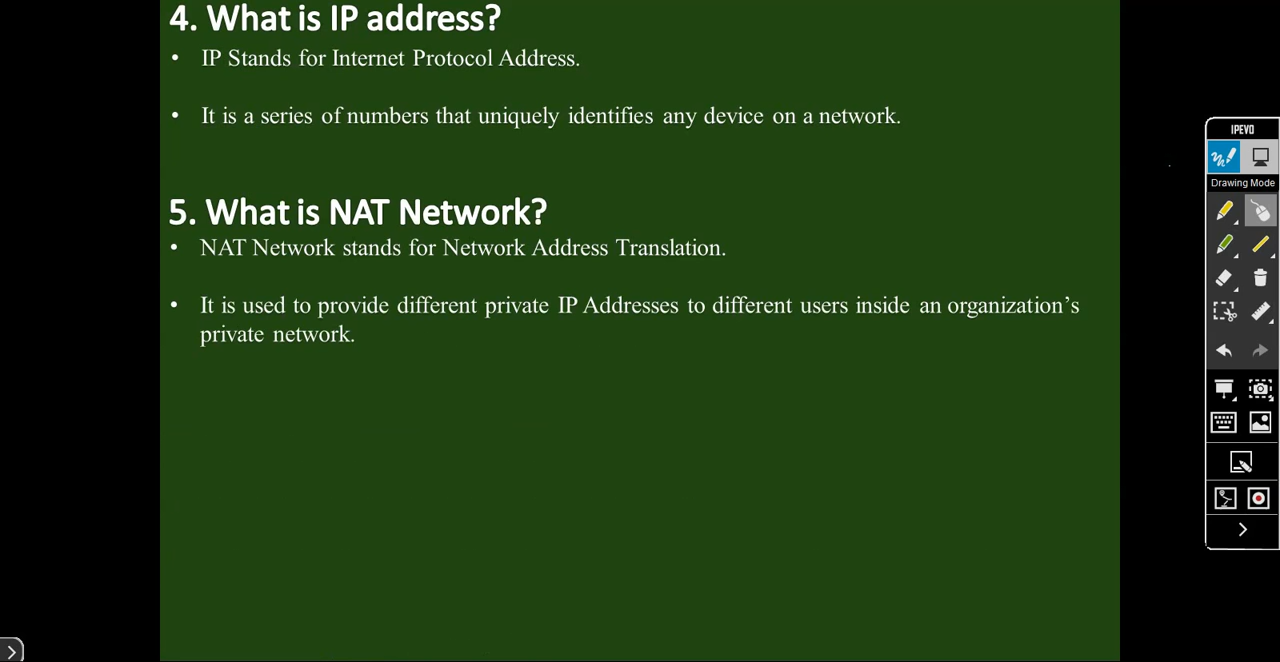 4. What is IP address?
• IP Stands for Internet Protocol Address.
• It is a series of numbers that uniquely identifies any device on a network.
5. What is NAT Network?
• NAT Network stands for Network Address Translation.
• It is used to provide different private IP Addresses to different users inside an organization’s
private network.
IPEVO
Drawing Mode